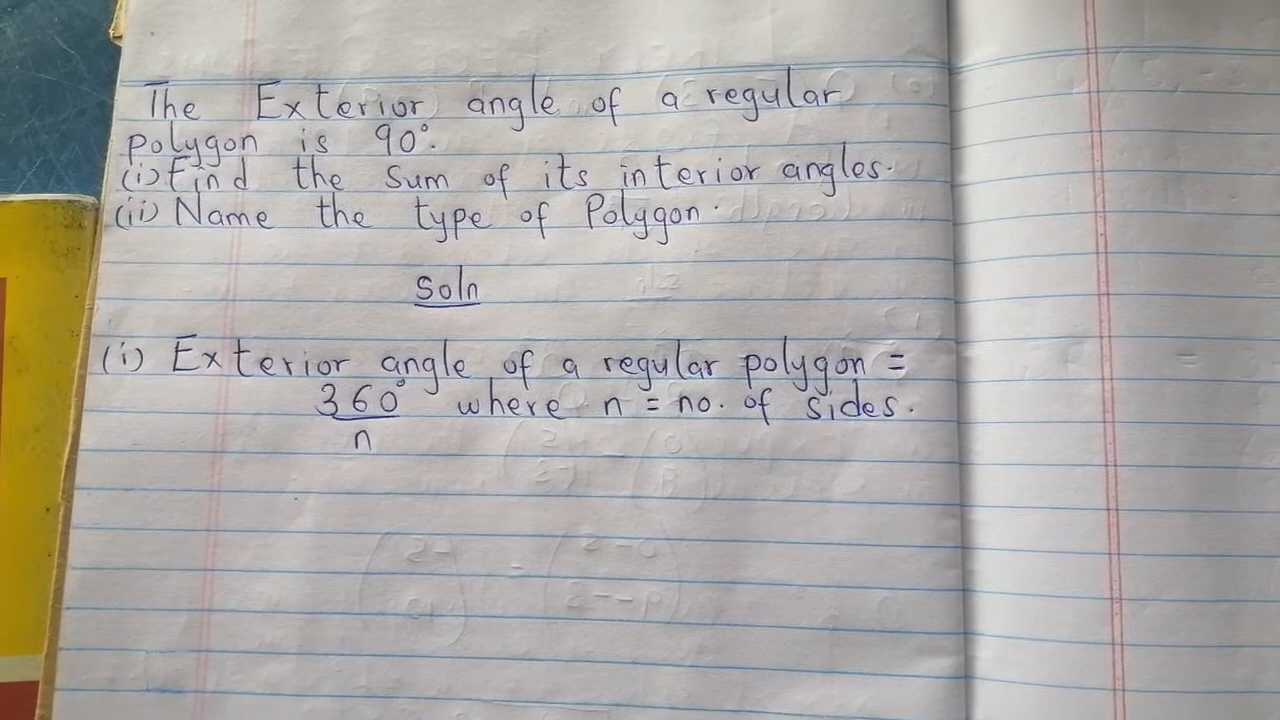 The Exterior angle of a regular
polygon is 90°.
(i) Find the sum of its interior angles.
(ii) Name the type of Polygon.
Soln
(i) Exterior angle of a regular polygon =
360° where n = no. of sides.
n